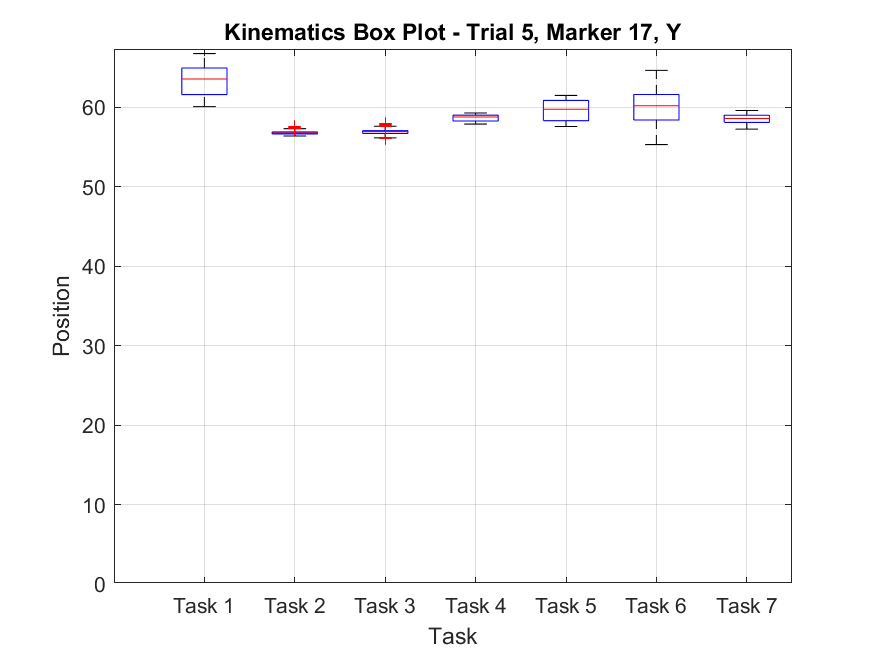 Kinematics Box Plot - Trial 5, Marker 17, Y
60
50
40
30
20
10
0
Position
Task 1 Task 2 Task 3 Task 4 Task 5 Task 6 Task 7
Task